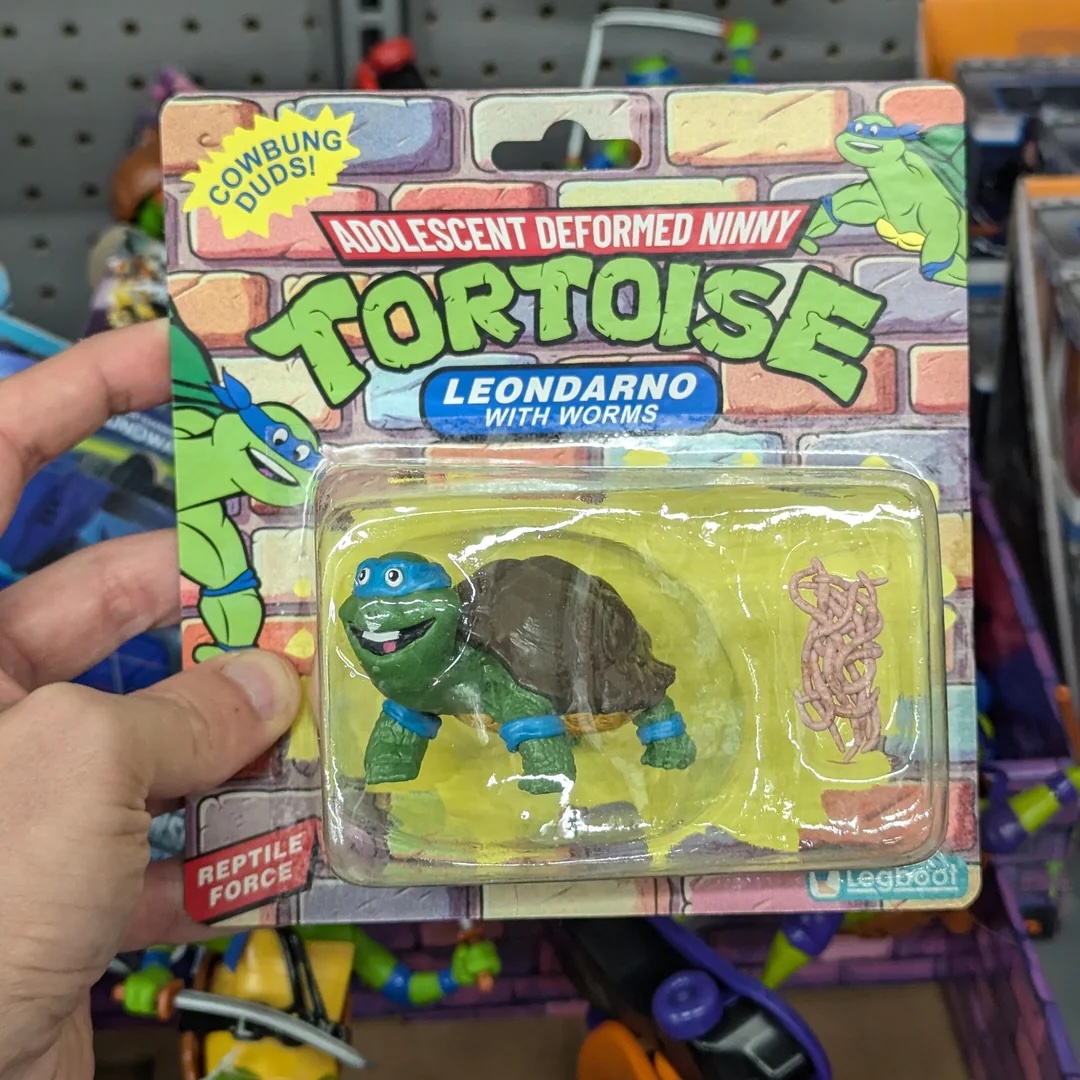 COWBUNG
DUDS!
ADOLESCENT DEFORMED NINNY
TORTOISE
LEONDARNO
WITH WORMS
REPTILE
FORCE
Legboot